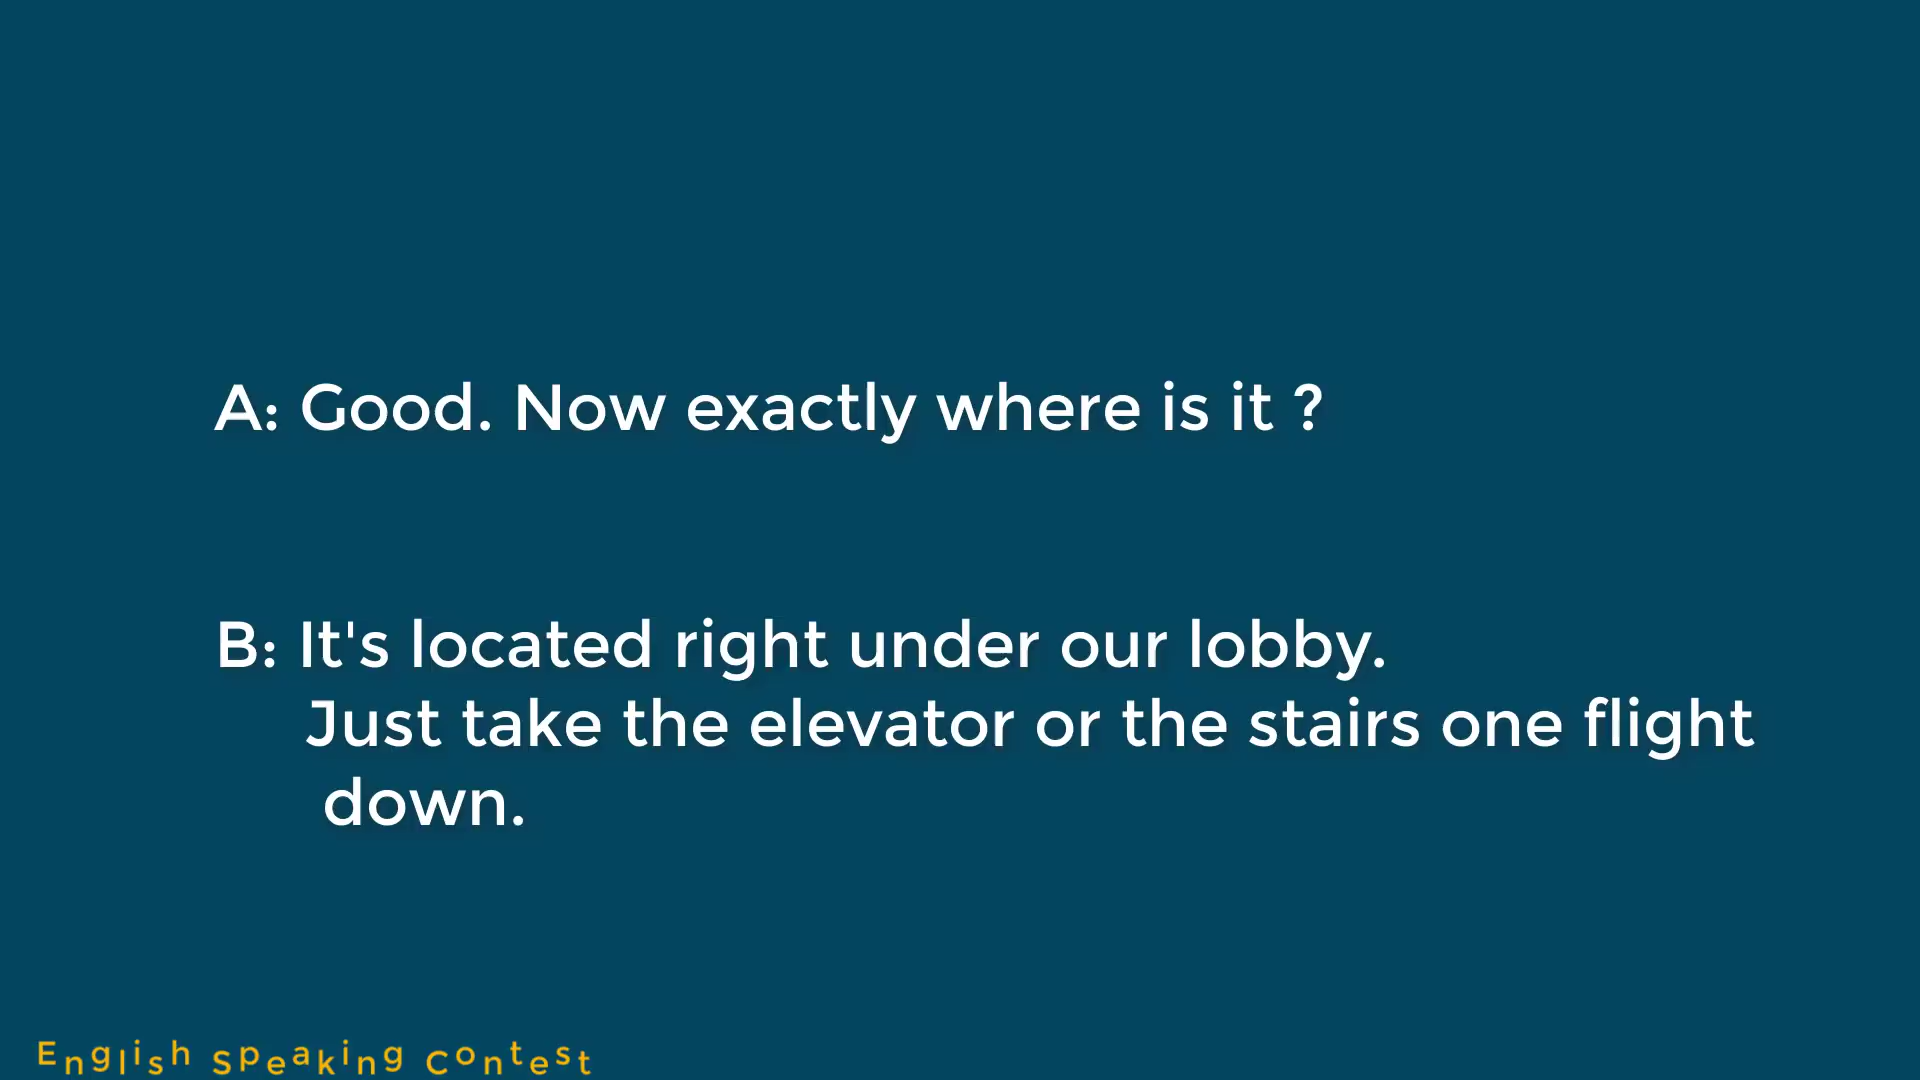 A: Good. Now exactly where is it ?
B: It's located right under our lobby.
Just take the elevator or the stairs one flight
down.
English Speaking Contest